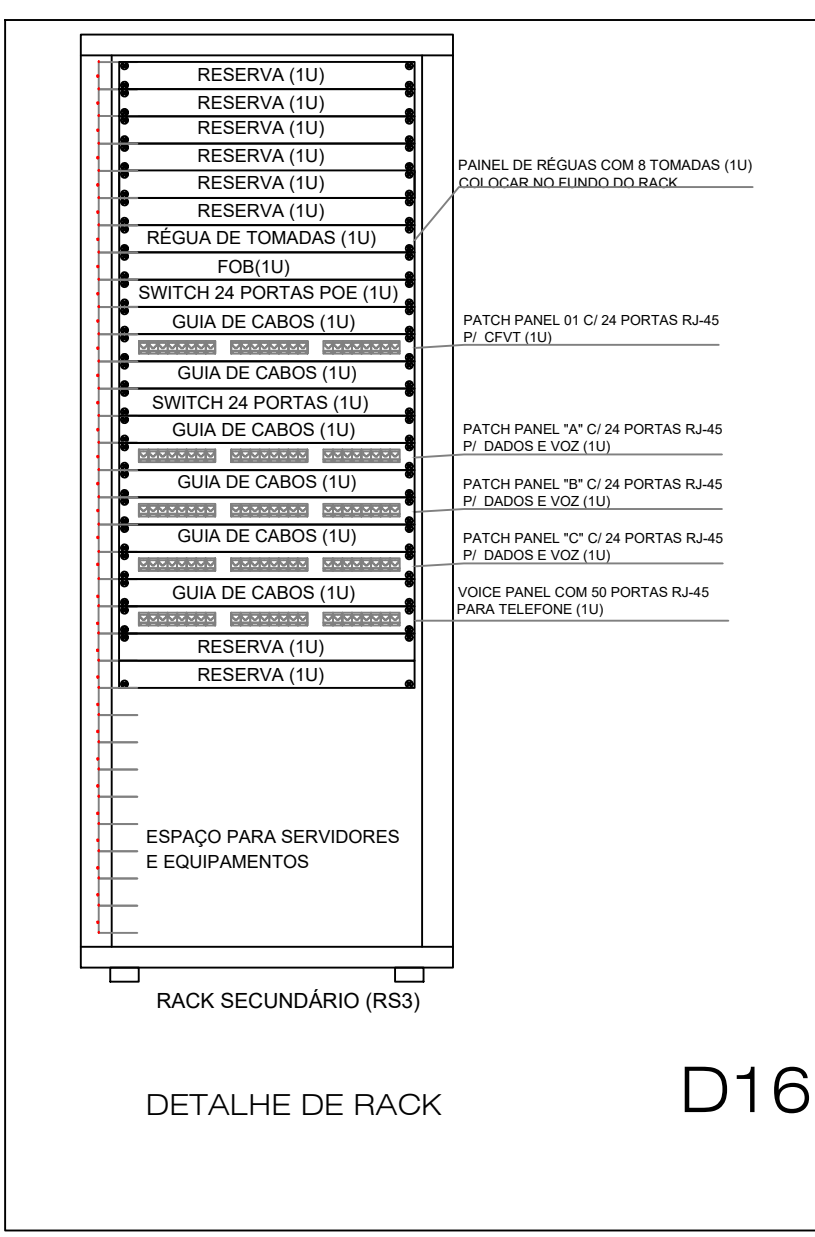 RESERVA (1U)
RESERVA (1U)
RESERVA (1U)
RESERVA (1U)
RESERVA (1U)
RESERVA (1U)
RÉGUA DE TOMADAS (1U)
PAINEL DE RÉGUAS COM 8 TOMADAS (1U)
COLOCAR NO FUNDO DO RACK
FOB(1U)
SWITCH 24 PORTAS POE (1U)
GUIA DE CABOS (1U)
PATCH PANEL 01 C/ 24 PORTAS RJ-45
P/ CFVT (1U)
GUIA DE CABOS (1U)
SWITCH 24 PORTAS (1U)
GUIA DE CABOS (1U)
PATCH PANEL "A" C/ 24 PORTAS RJ-45
P/ DADOS E VOZ (1U)
GUIA DE CABOS (1U)
PATCH PANEL "B" C/ 24 PORTAS RJ-45
P/ DADOS E VOZ (1U)
GUIA DE CABOS (1U)
PATCH PANEL "C" C/ 24 PORTAS RJ-45
P/ DADOS E VOZ (1U)
GUIA DE CABOS (1U)
VOICE PANEL COM 50 PORTAS RJ-45
PARA TELEFONE (1U)
RESERVA (1U)
RESERVA (1U)
ESPAÇO PARA SERVIDORES
E EQUIPAMENTOS
RACK SECUNDÁRIO (RS3)
DETALHE DE RACK
D16